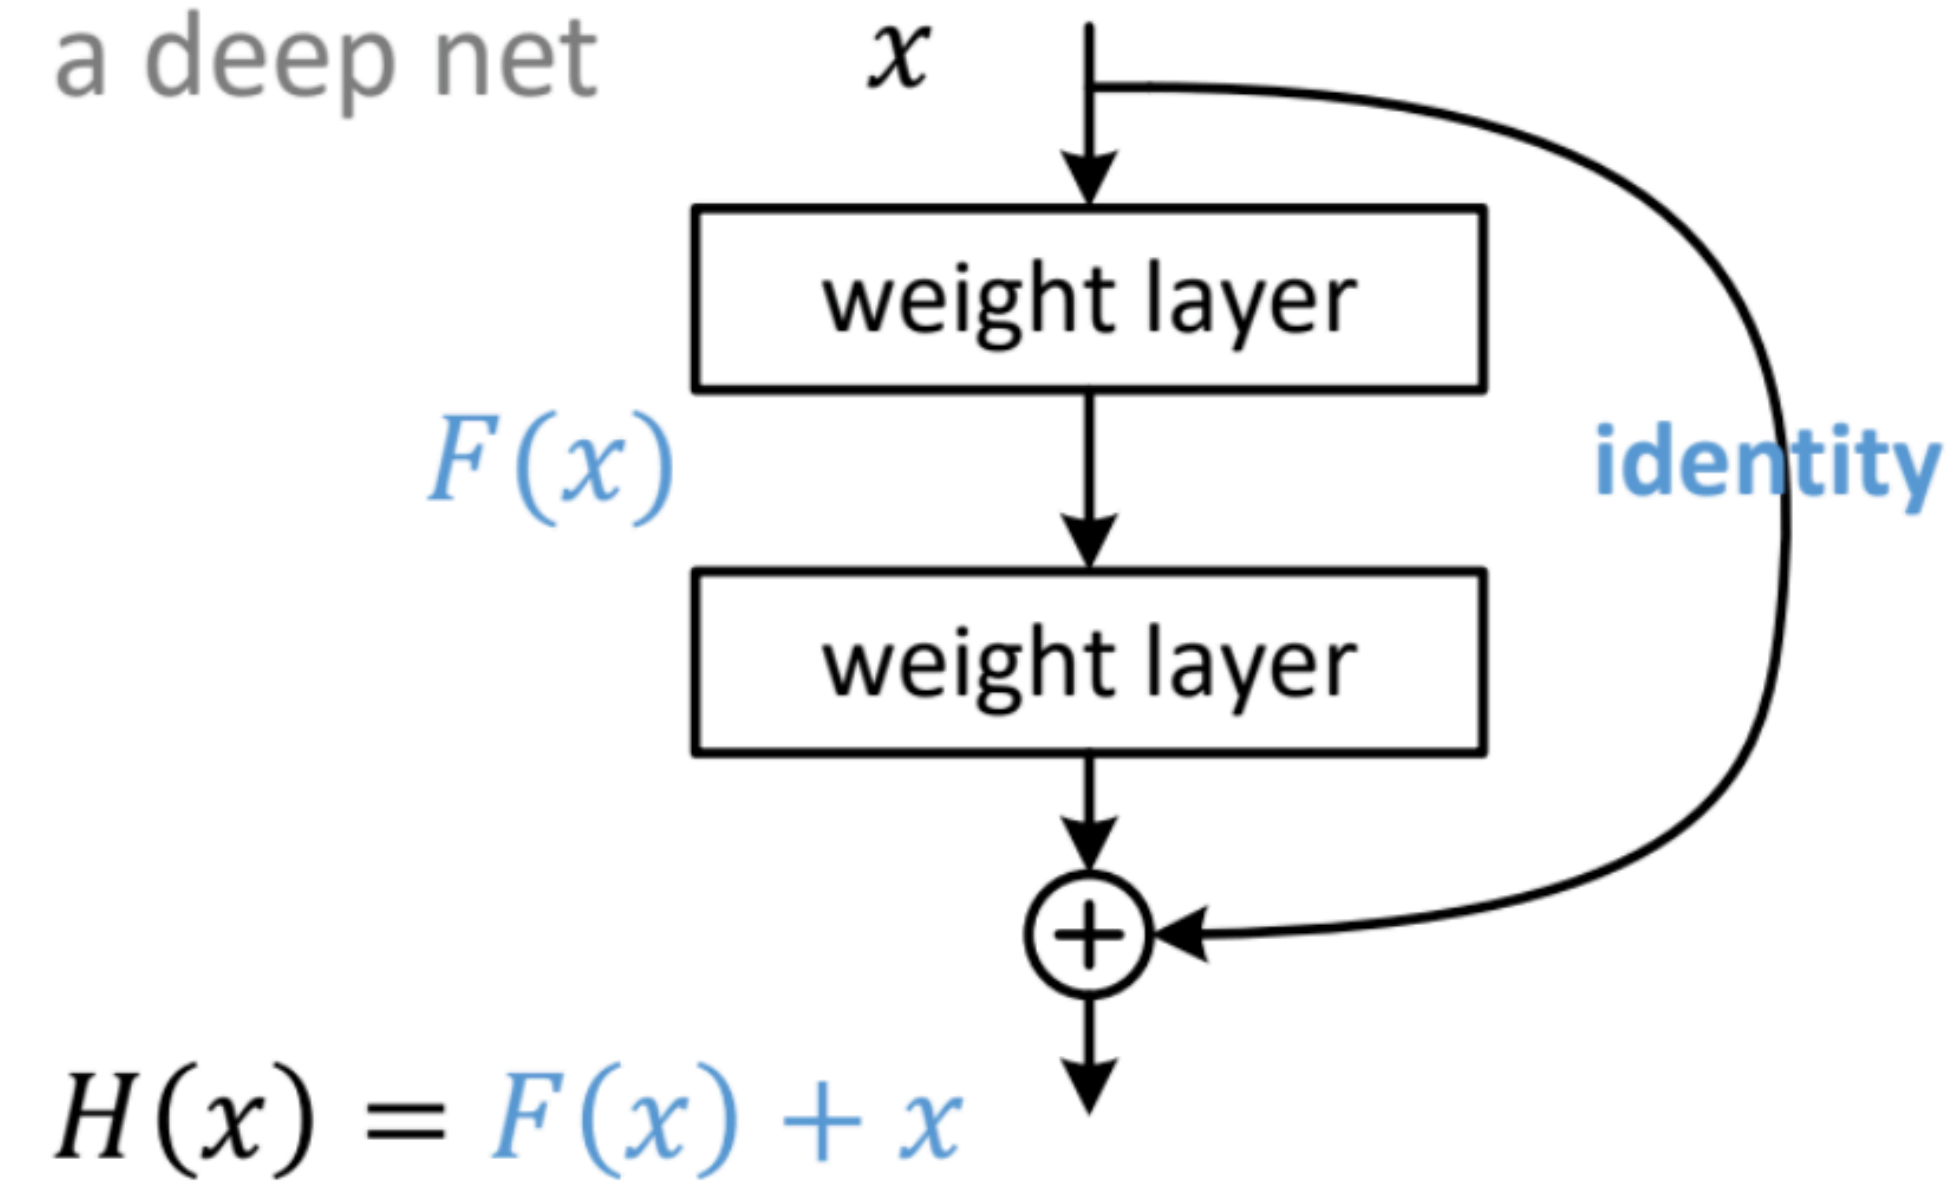 a deep net
x
weight layer
F(x)
identity
weight layer
+
H(x) = F(x) + x